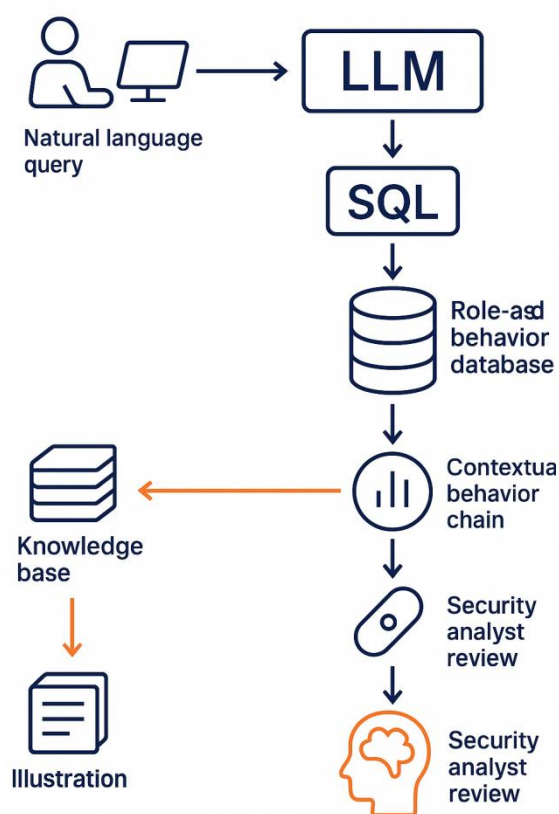 LLM
Natural language
query
SQL
Role-asd
behavior
database
Contextua
behavior
chain
Knowledge
base
Security
analyst
review
Illustration
Security
analyst
review